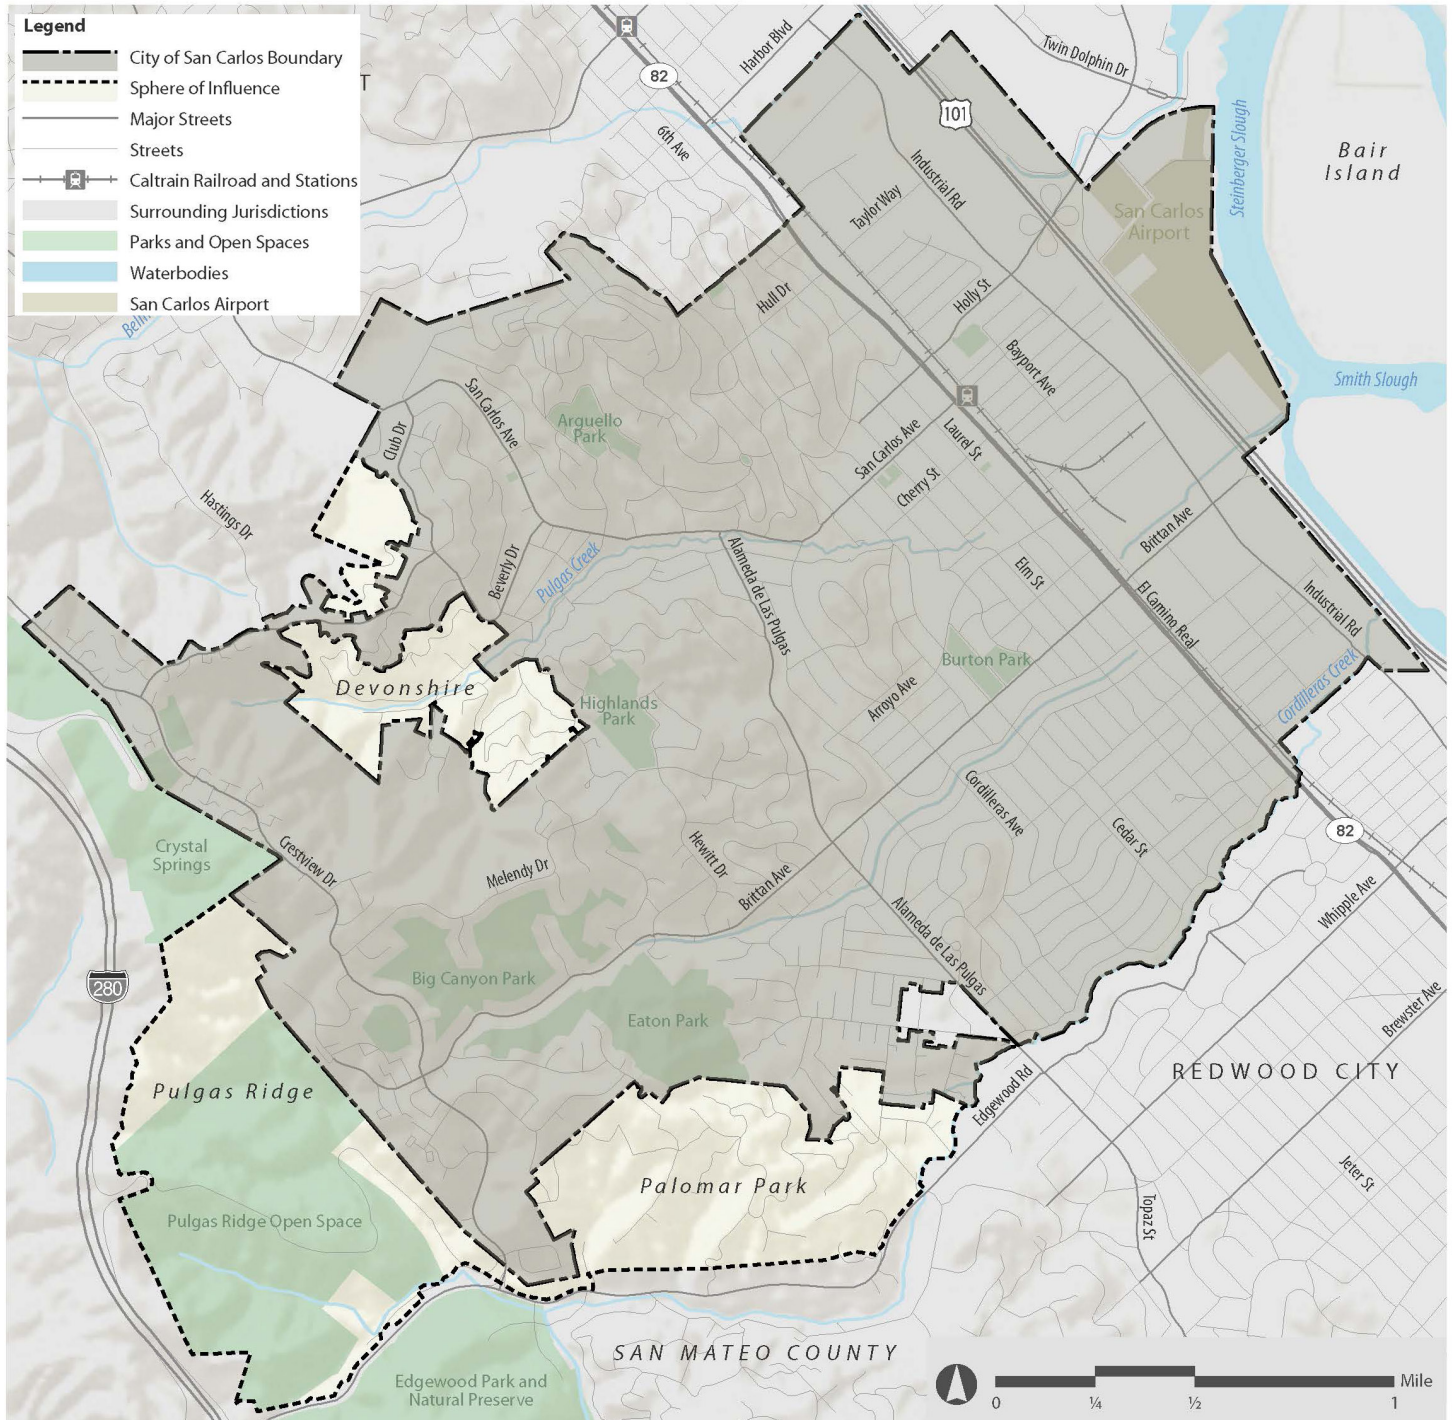 Legend
City of San Carlos Boundary
Sphere of Influence
Major Streets
Streets
Caltrain Railroad and Stations
Surrounding Jurisdictions
Parks and Open Spaces
Waterbodies
San Carlos Airport
T
82
Harbor Blvd
Twin Dolphin Dr
101
6th Ave
Steinberger Slough
Bair
Island
Industrial Rd
Taylor Way
San Carlos
Airport
Hull Dr
Holly St
Bayport Ave
Smith Slough
San Carlos Ave
Club Dr
Arguello
Park
San Carlos Ave
Laurel St
Cherry St
Hastings Dr
Brittan Ave
Beverly Dr
Pulgas Creek
Alameda de Las Pulgas
Elm St
El Camino Real
Industrial Rd
Burton Park
Devonshire
Highlands
Park
Arroyo Ave
Cordilleras Creek
Cordilleras Ave
Cedar St
82
Crystal
Springs
Crestview Dr
Melendy Dr
Hewitt Dr
Brittan Ave
Whipple Ave
Alameda de Las Pulgas
280
Big Canyon Park
Eaton Park
Brewster Ave
Pulgas Ridge
REDWOOD CITY
Edgewood Rd
Palomar Park
Jeter St
Topaz St
Pulgas Ridge Open Space
SAN MATEO COUNTY
Edgewood Park and
Natural Preserve
Mile
0 ¼ ½ 1